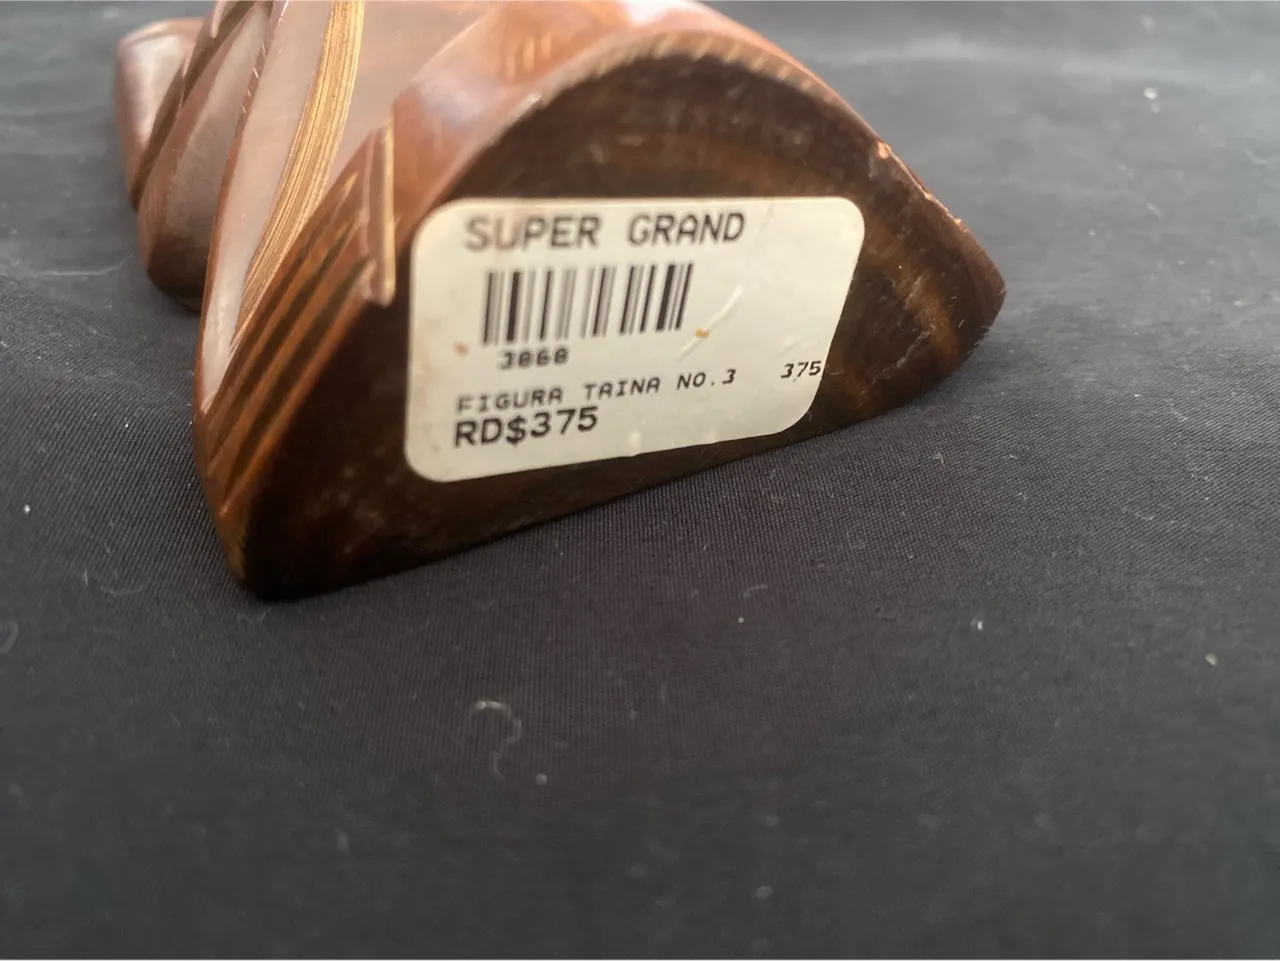 SUPER GRAND
3868
FIGURA TAINA NO.3 375
RD$375